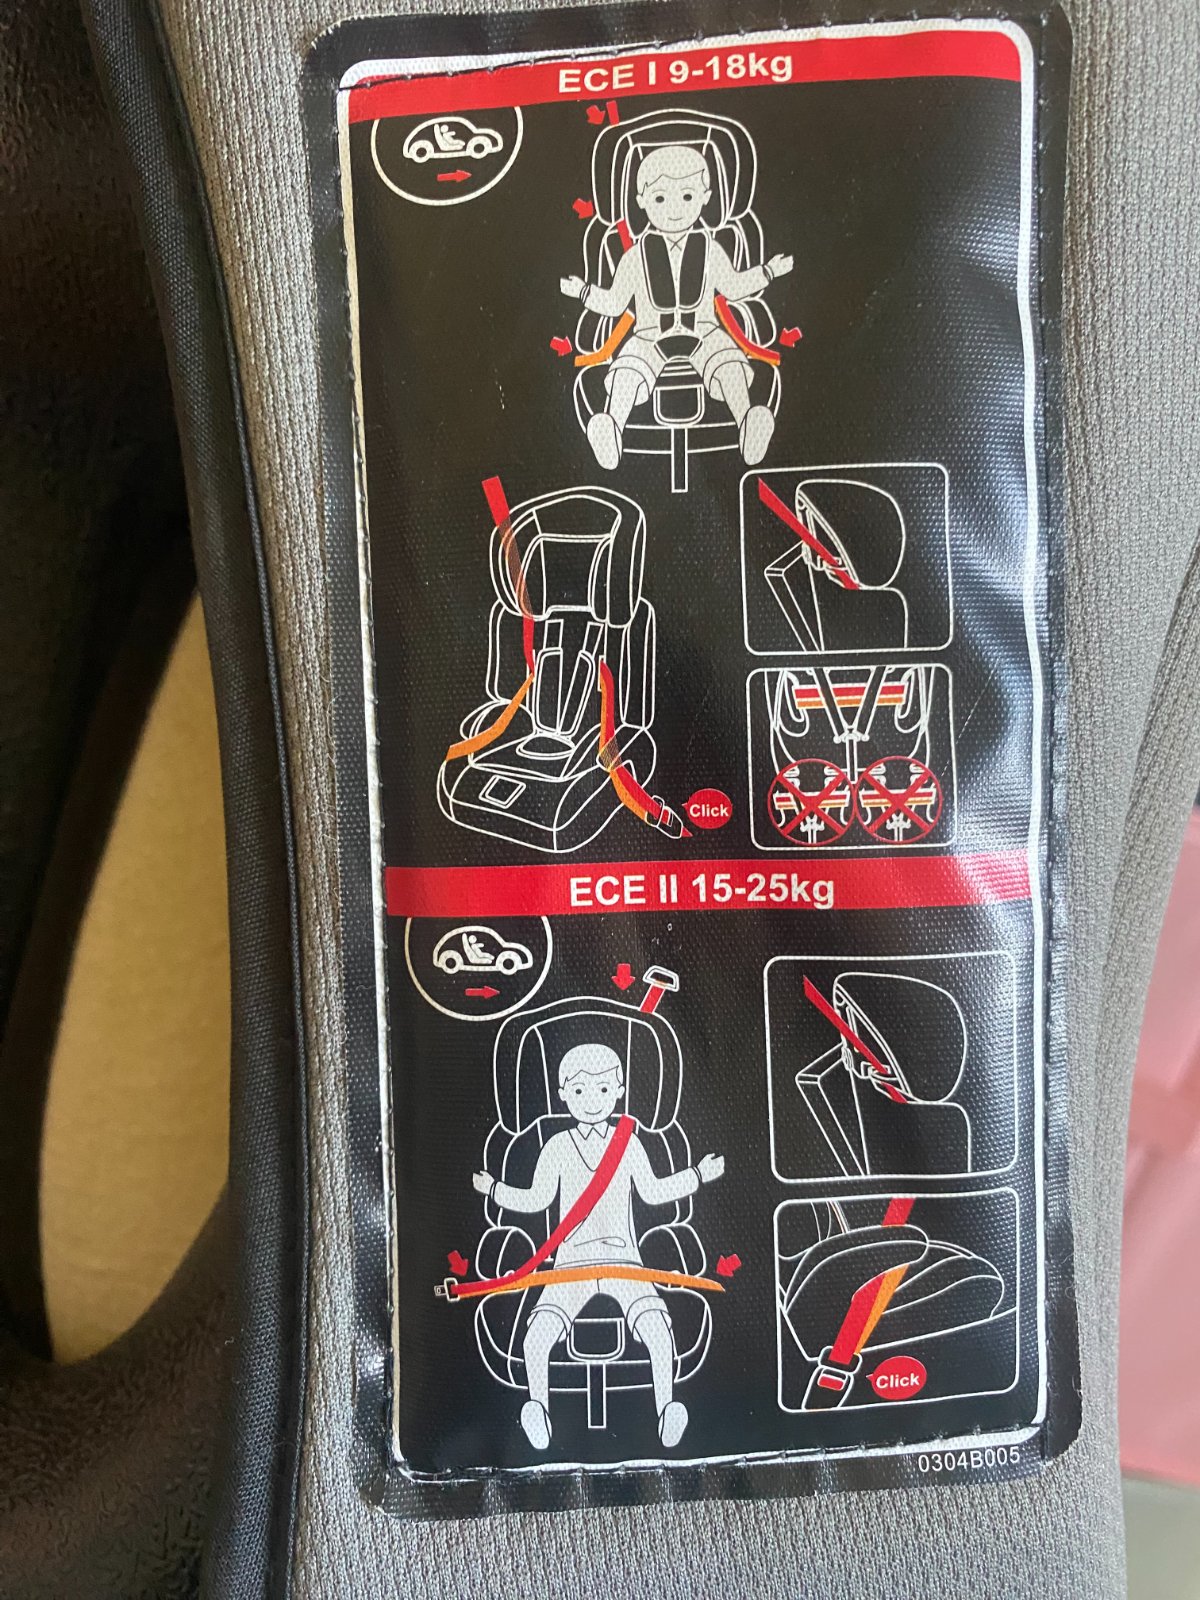 ECE I 9-18kg
Click
ECE II 15-25kg
Click
0304B005